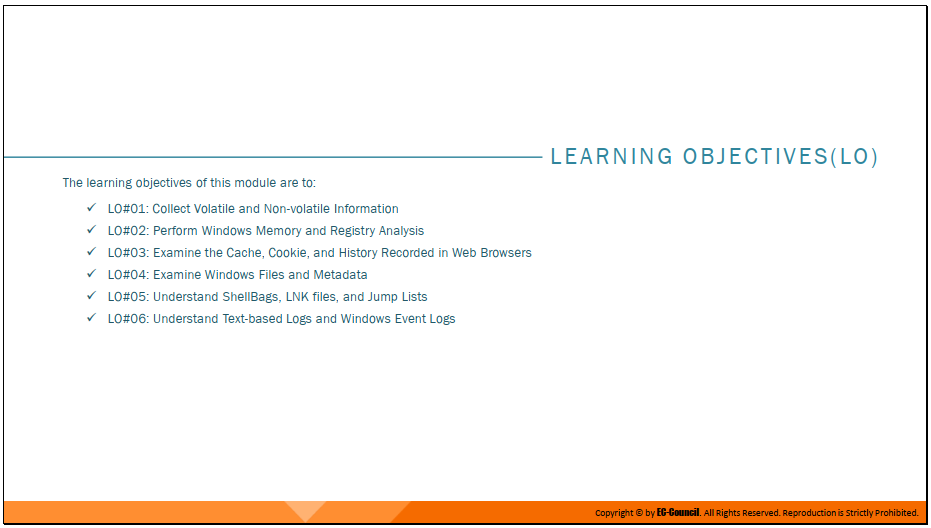 LEARNING OBJECTIVES(LO)
The learning objectives of this module are to:
✓ LO#01: Collect Volatile and Non-volatile Information
✓ LO#02: Perform Windows Memory and Registry Analysis
✓ LO#03: Examine the Cache, Cookie, and History Recorded in Web Browsers
✓ LO#04: Examine Windows Files and Metadata
✓ LO#05: Understand ShellBags, LNK files, and Jump Lists
✓ LO#06: Understand Text-based Logs and Windows Event Logs
Copyright © by EC-Council. All Rights Reserved. Reproduction is Strictly Prohibited.